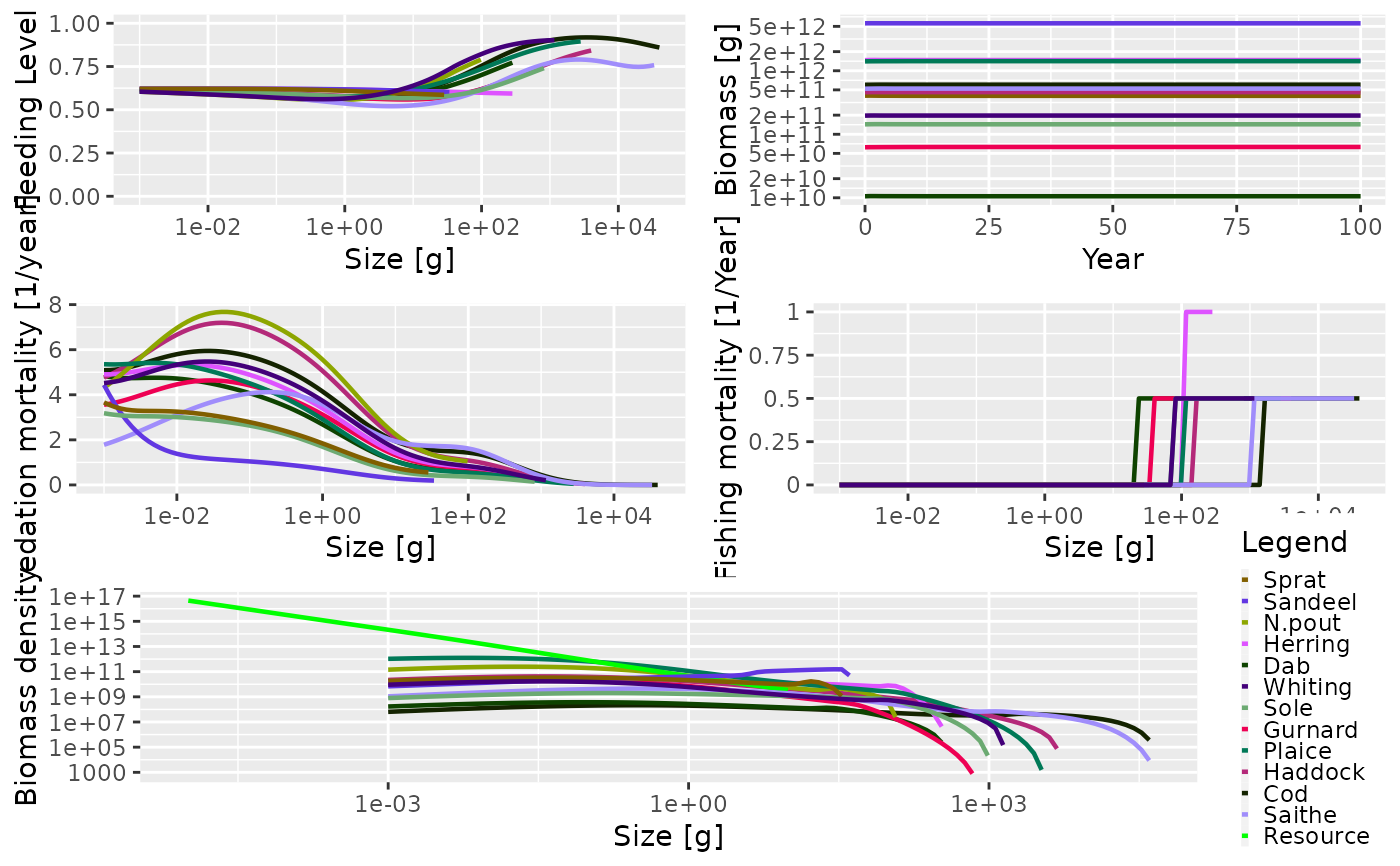 Feeding Level
1.00
0.75
0.50
0.25
0.00
1e-02 1e+00 1e+02 1e+04
Size [g]
Biomass [g]
5e+12
2e+12
1e+12
5e+11
2e+11
1e+11
5e+10
2e+10
1e+10
0 25 50 75 100
Year
edation mortality [1/year]
8
6
4
2
0
1e-02 1e+00 1e+02 1e+04
Size [g]
Fishing mortality [1/Year]
1
0.75
0.5
0.25
0
1e-02 1e+00 1e+02 1e+04
Size [g]
Biomass density
1e+17
1e+15
1e+13
1e+11
1e+09
1e+07
1e+05
1000
1e-03 1e+00 1e+03
Size [g]
Legend
Sprat
Sandeel
N.pout
Herring
Dab
Whiting
Sole
Gurnard
Plaice
Haddock
Cod
Saithe
Resource